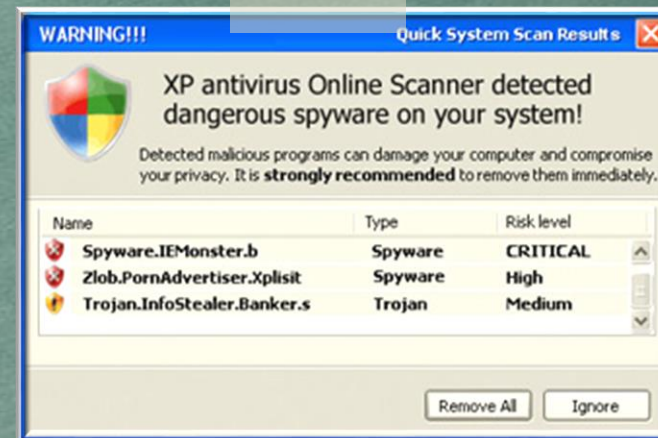 WARNING!!! Quick System Scan Results
XP antivirus Online Scanner detected
dangerous spyware on your system!
Detected malicious programs can damage your computer and compromise
your privacy. It is strongly recommended to remove them immediately.
Name Type Risk level
Spyware.IEMonster.b Spyware CRITICAL
Zlob.PornAdvertiser.Xplisit Spyware High
Trojan.InfoStealer.Banker.s Trojan Medium
Remove All Ignore